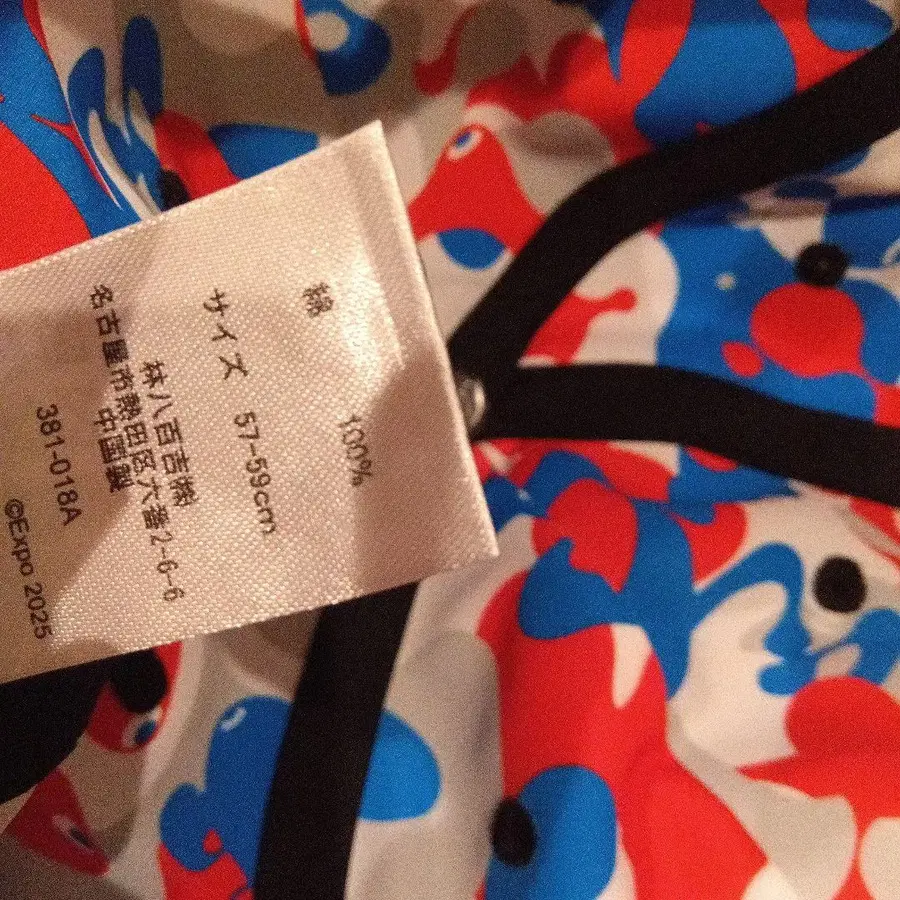 綿 100%
サイズ 57-59cm
林八百吉㈱
名古屋市熱田区六番2-6-6
中国製
381-018A
©Expo 2025